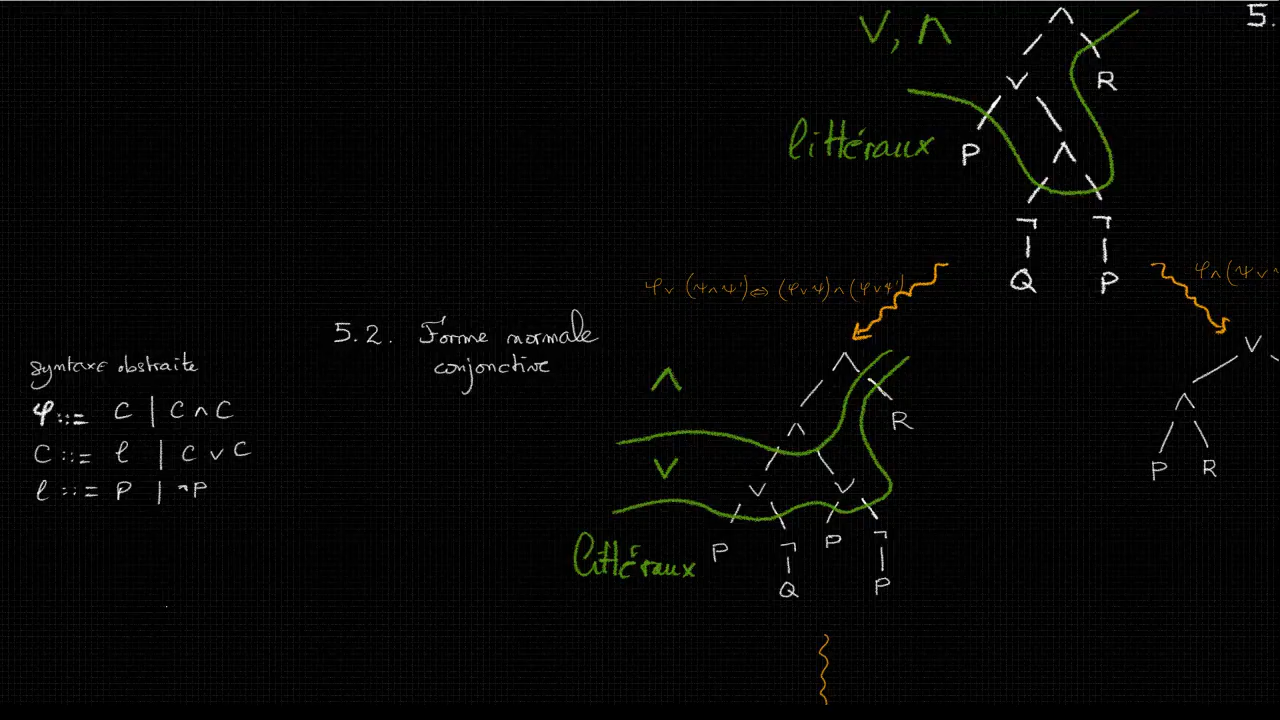 ∨, ∧
∧
5.
∨
R
littéraux
P
∧
¬
¬
Q
P
φ ∨ (ψ ∧ ψ') ⇔ (φ ∨ ψ) ∧ (φ ∨ ψ')
φ ∧ (ψ ∨
5.2. Forme normale
conjonctive
syntaxe abstraite
φ ::= C | C ∧ C
C ::= ℓ | C ∨ C
ℓ ::= P | ¬P
∧
∧
∧
R
∨
∨
∨
littéraux
P
¬
P
¬
Q
P
∨
∧
P
R